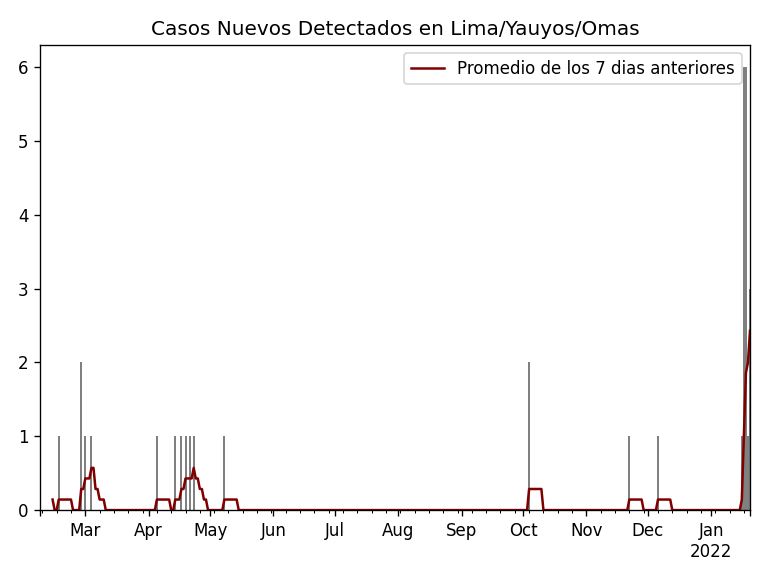 Casos Nuevos Detectados en Lima/Yauyos/Omas
Promedio de los 7 dias anteriores
6
5
4
3
2
1
0
Mar Apr May Jun Jul Aug Sep Oct Nov Dec Jan
2022